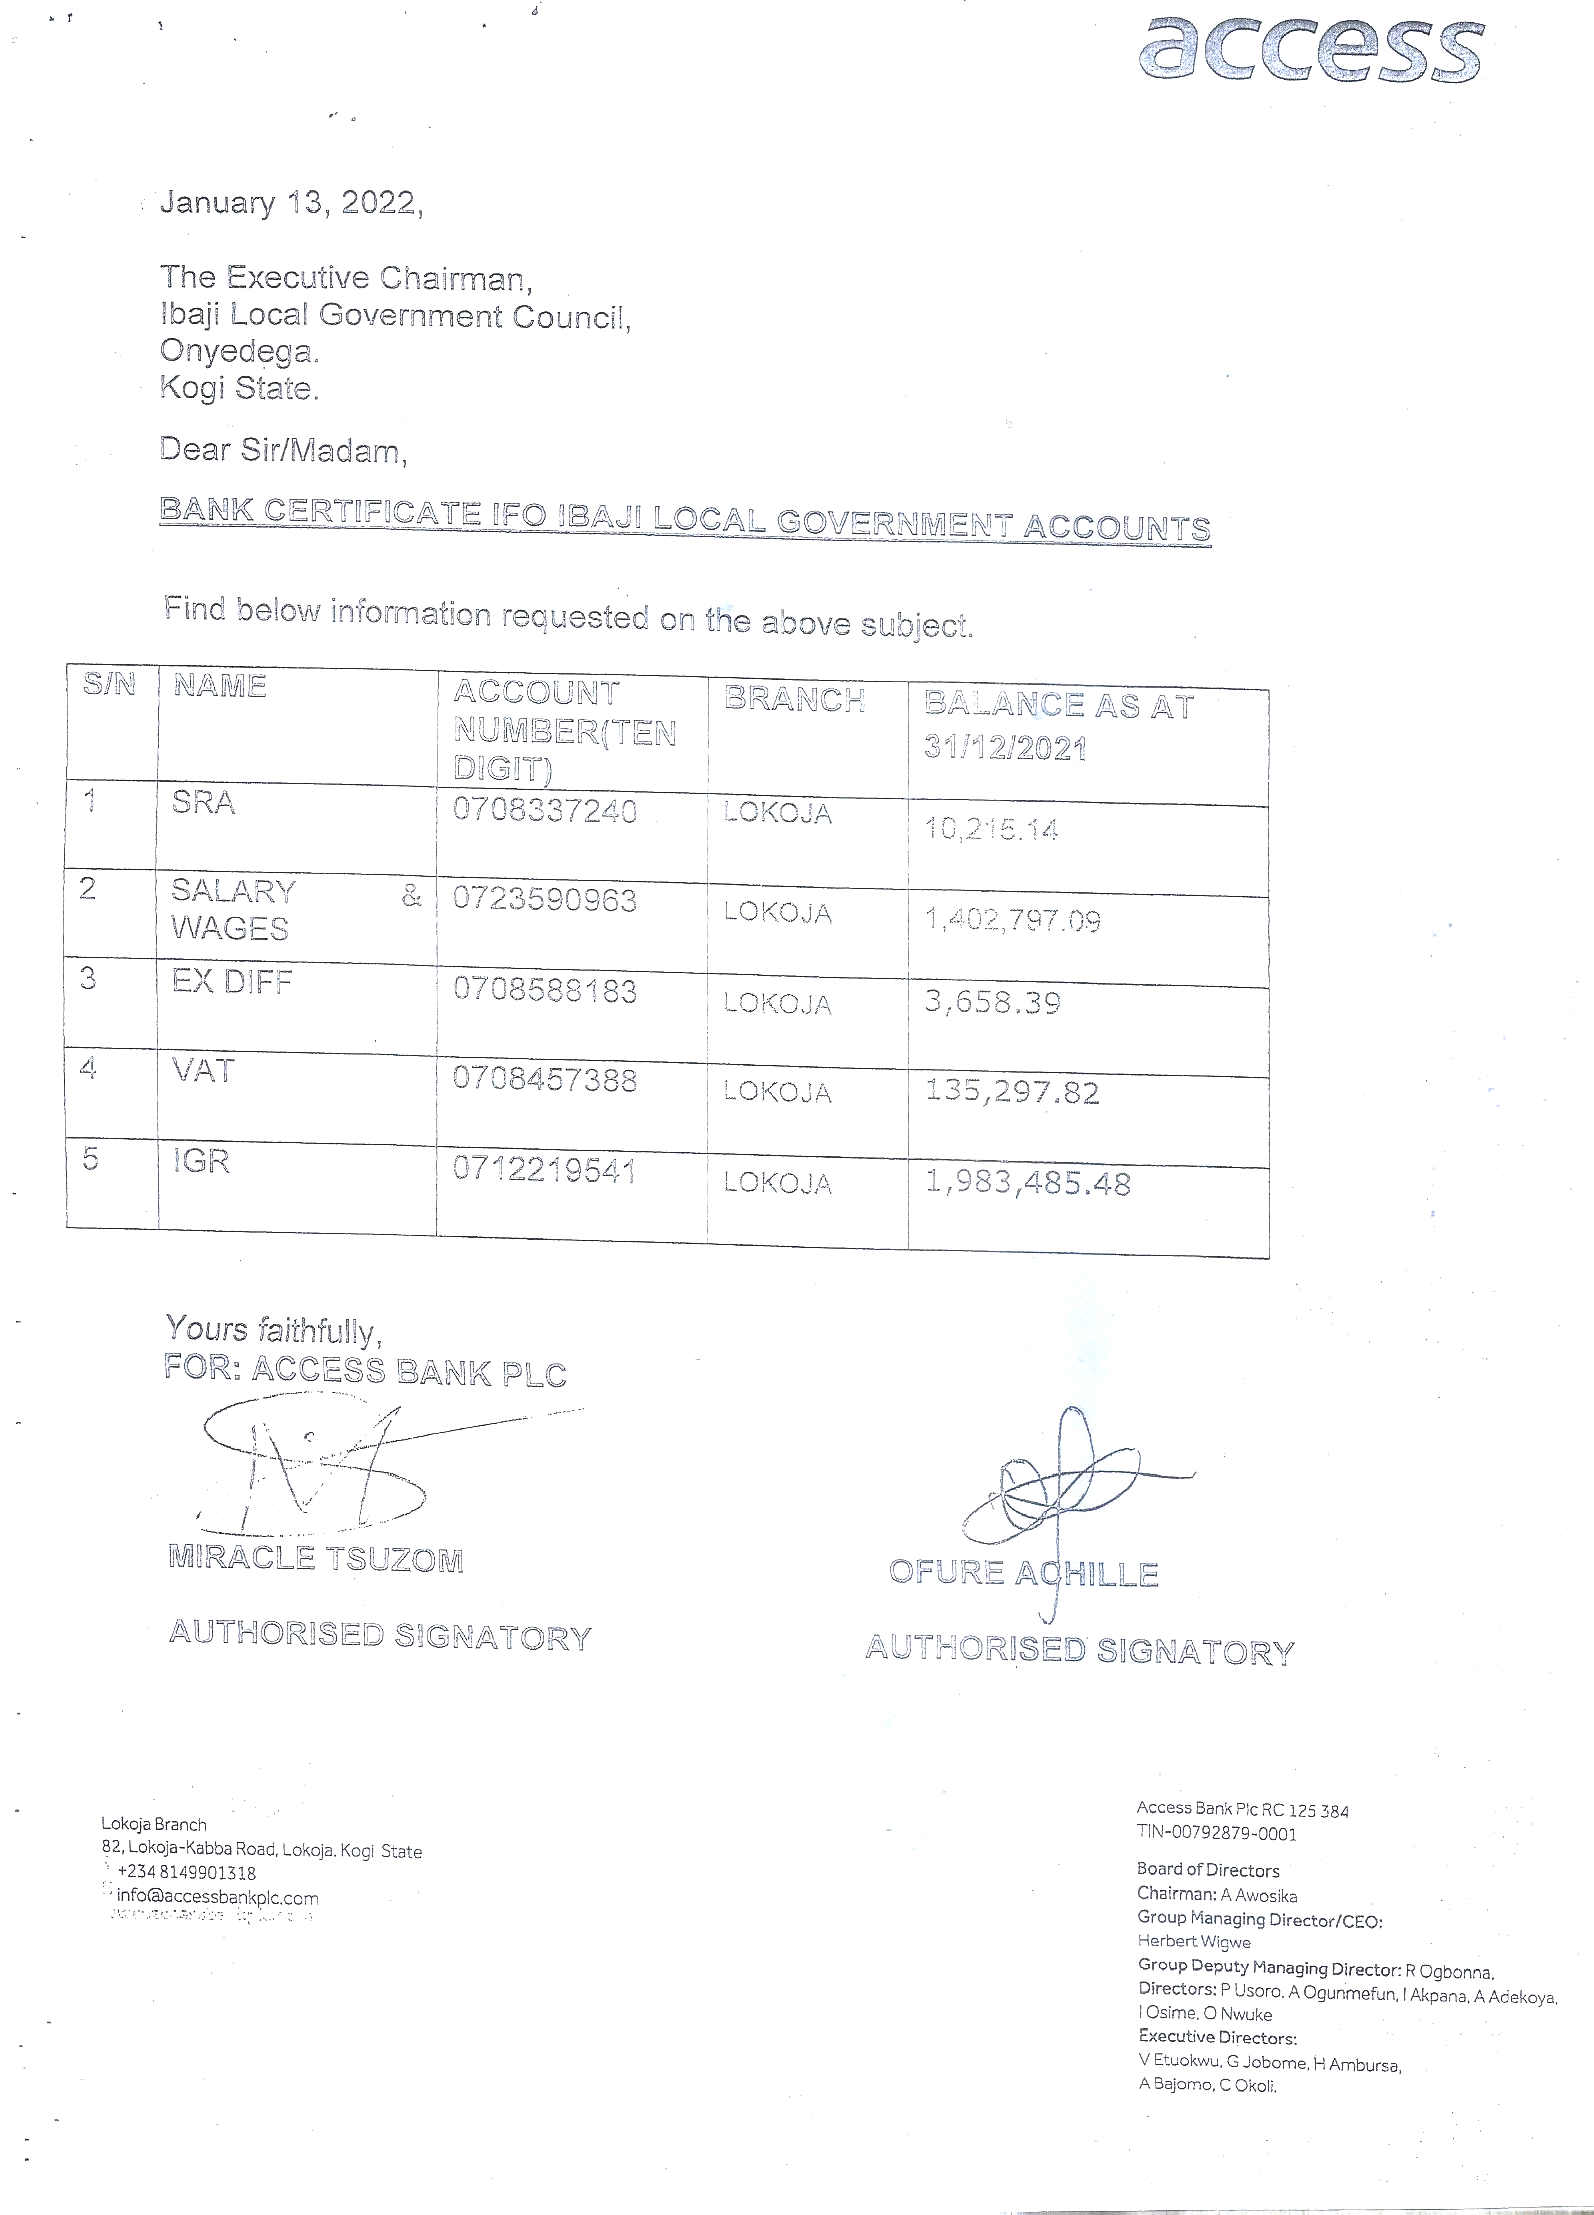 access
January 13, 2022,
The Executive Chairman,
Ibaji Local Government Council,
Onyedega.
Kogi State.
Dear Sir/Madam,
BANK CERTIFICATE IFO IBAJI LOCAL GOVERNMENT ACCOUNTS
Find below information requested on the above subject.
S/N NAME ACCOUNT NUMBER(TEN DIGIT) BRANCH BALANCE AS AT 31/12/2021
1 SRA 0708337240 LOKOJA 10,215.14
2 SALARY & WAGES 0723590963 LOKOJA 1,402,797.09
3 EX DIFF 0708588183 LOKOJA 3,658.39
4 VAT 0708457388 LOKOJA 135,297.82
5 IGR 0712219541 LOKOJA 1,983,485.48
Yours faithfully,
FOR: ACCESS BANK PLC
MIRACLE TSUZOM
AUTHORISED SIGNATORY
OFURE ACHILLE
AUTHORISED SIGNATORY
Lokoja Branch
82, Lokoja-Kabba Road, Lokoja. Kogi State
+234 8149901318
info@accessbankplc.com
Access Bank Plc RC 125 384
TIN-00792879-0001
Board of Directors
Chairman: A Awosika
Group Managing Director/CEO:
Herbert Wigwe
Group Deputy Managing Director: R Ogbonna.
Directors: P Usoro. A Ogunmefun, I Akpana, A Adekoya,
I Osime, O Nwuke
Executive Directors:
V Etuokwu, G Jobome, H Ambursa,
A Bajomo, C Okoli.